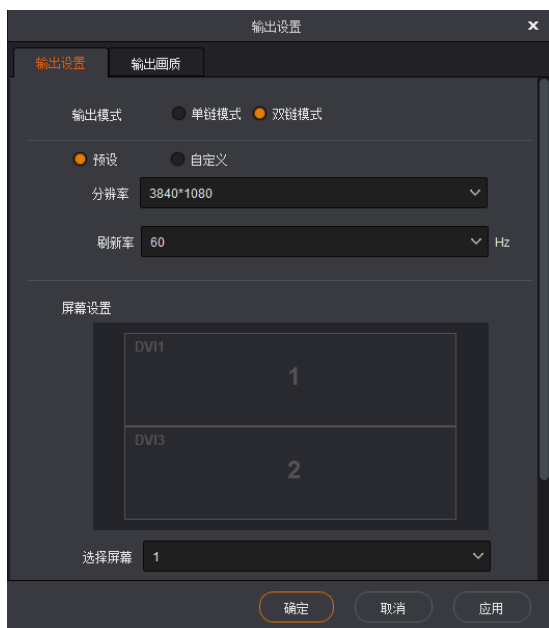 输出设置
输出设置 输出画质
输出模式 单链模式 双链模式
预设 自定义
分辨率 3840*1080
刷新率 60 Hz
屏幕设置
DVI1
1
DVI3
2
选择屏幕 1
确定 取消 应用